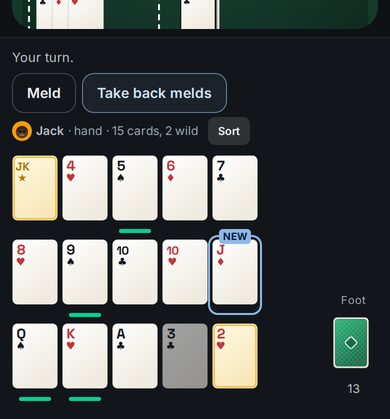 Your turn.
Meld
Take back melds
Jack · hand · 15 cards, 2 wild
Sort
JK ★ 4 ♥ 5 ♠ 6 ♦ 7 ♣
NEW
8 ♥ 9 ♠ 10 ♣ 10 ♥ J ♦
Q ♠ K ♥ A ♣ 3 ♣ 2 ♥
Foot
13